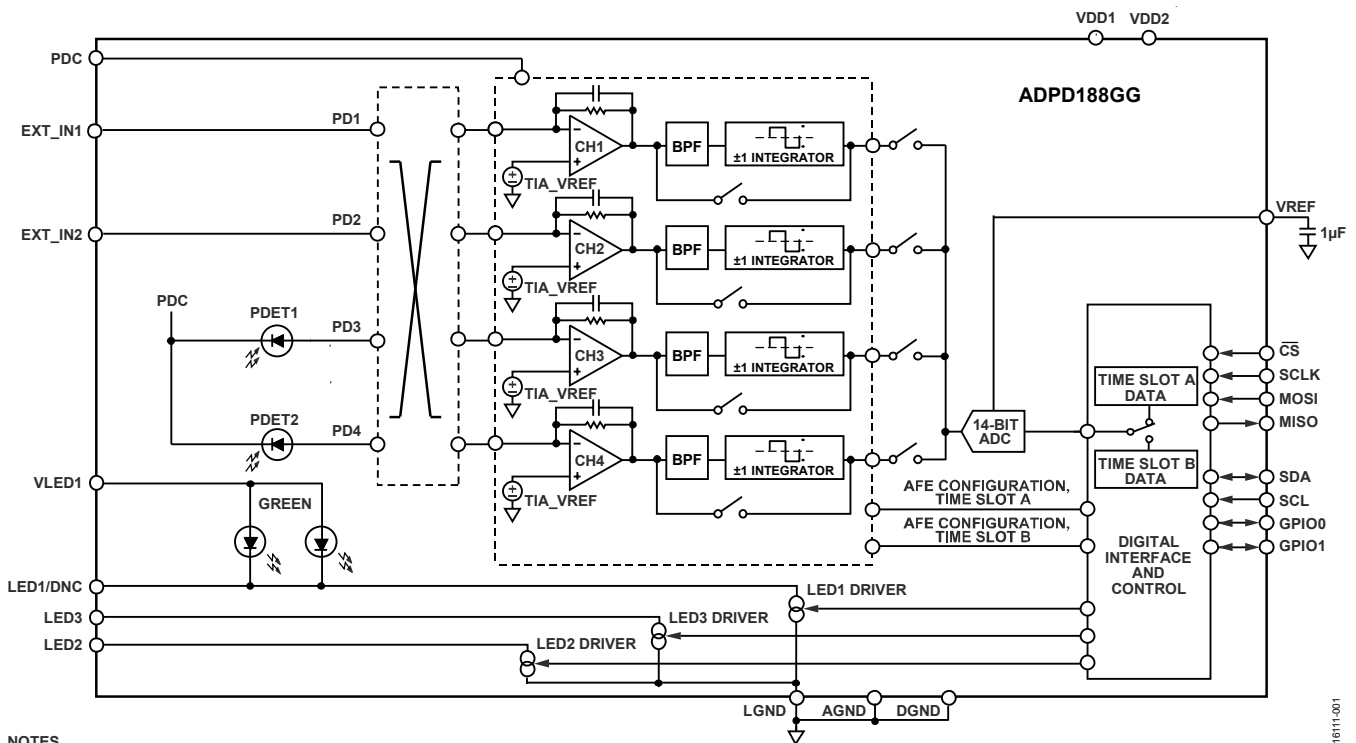 VDD1 VDD2
PDC
ADPD188GG
EXT_IN1
PD1
CH1
BPF
±1 INTEGRATOR
TIA_VREF
VREF
1µF
EXT_IN2
PD2
CH2
BPF
±1 INTEGRATOR
TIA_VREF
PDC
PDET1
PD3
CH3
BPF
±1 INTEGRATOR
TIA_VREF
PDET2
PD4
CH4
BPF
±1 INTEGRATOR
TIA_VREF
14-BIT
ADC
TIME SLOT A
DATA
TIME SLOT B
DATA
CS
SCLK
MOSI
MISO
SDA
SCL
GPIO0
GPIO1
VLED1
GREEN
AFE CONFIGURATION,
TIME SLOT A
AFE CONFIGURATION,
TIME SLOT B
DIGITAL
INTERFACE
AND
CONTROL
LED1/DNC
LED1 DRIVER
LED3
LED3 DRIVER
LED2
LED2 DRIVER
LGND
AGND
DGND
NOTES
16111-001